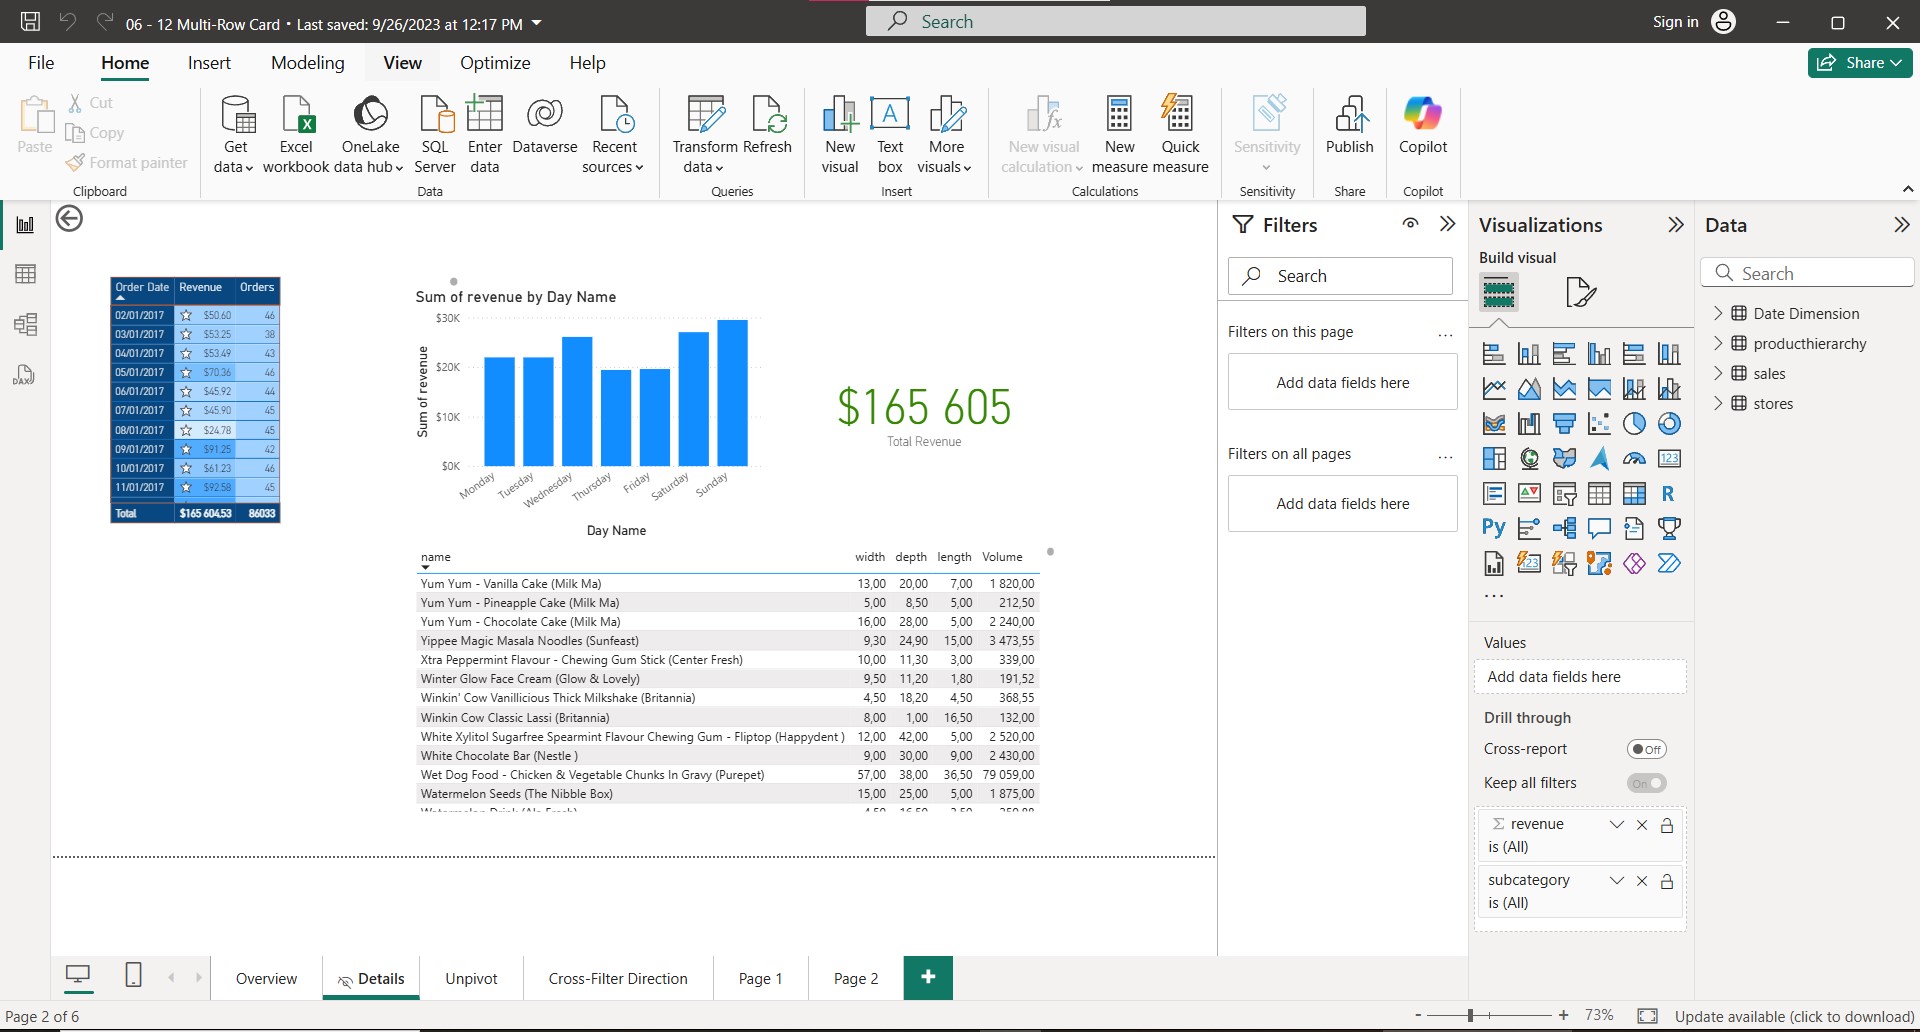 06 - 12 Multi-Row Card • Last saved: 9/26/2023 at 12:17 PM
Search
Sign in
File Home Insert Modeling View Optimize Help
Share
Paste
Cut
Copy
Format painter
Clipboard
Get data
Excel workbook
OneLake data hub
SQL Server
Enter data
Dataverse
Recent sources
Data
Transform data
Refresh
Queries
New visual
Text box
More visuals
Insert
New visual calculation
New measure
Quick measure
Calculations
Sensitivity
Sensitivity
Publish
Share
Copilot
Copilot
DAX
Order Date Revenue Orders
02/01/2017 $50.60 46
03/01/2017 $53.25 38
04/01/2017 $53.49 43
05/01/2017 $70.36 46
06/01/2017 $45.92 44
07/01/2017 $45.90 45
08/01/2017 $24.78 45
09/01/2017 $91.25 42
10/01/2017 $61.23 46
11/01/2017 $92.58 45
Total $165 604.53 86033
Sum of revenue by Day Name
Sum of revenue
$30K
$20K
$10K
$0K
Monday Tuesday Wednesday Thursday Friday Saturday Sunday
Day Name
$165 605
Total Revenue
name width depth length Volume
Yum Yum - Vanilla Cake (Milk Ma) 13,00 20,00 7,00 1 820,00
Yum Yum - Pineapple Cake (Milk Ma) 5,00 8,50 5,00 212,50
Yum Yum - Chocolate Cake (Milk Ma) 16,00 28,00 5,00 2 240,00
Yippee Magic Masala Noodles (Sunfeast) 9,30 24,90 15,00 3 473,55
Xtra Peppermint Flavour - Chewing Gum Stick (Center Fresh) 10,00 11,30 3,00 339,00
Winter Glow Face Cream (Glow & Lovely) 9,50 11,20 1,80 191,52
Winkin' Cow Vanillicious Thick Milkshake (Britannia) 4,50 18,20 4,50 368,55
Winkin Cow Classic Lassi (Britannia) 8,00 1,00 16,50 132,00
White Xylitol Sugarfree Spearmint Flavour Chewing Gum - Fliptop (Happydent ) 12,00 42,00 5,00 2 520,00
White Chocolate Bar (Nestle ) 9,00 30,00 9,00 2 430,00
Wet Dog Food - Chicken & Vegetable Chunks In Gravy (Purepet) 57,00 38,00 36,50 79 059,00
Watermelon Seeds (The Nibble Box) 15,00 25,00 5,00 1 875,00
Filters
Search
Filters on this page
Add data fields here
Filters on all pages
Add data fields here
Visualizations
Build visual
123
R
Py
123
Values
Add data fields here
Drill through
Cross-report Off
Keep all filters On
Σ revenue
is (All)
subcategory
is (All)
Data
Search
Date Dimension
producthierarchy
sales
stores
Overview Details Unpivot Cross-Filter Direction Page 1 Page 2 +
Page 2 of 6
- + 73%
Update available (click to download)